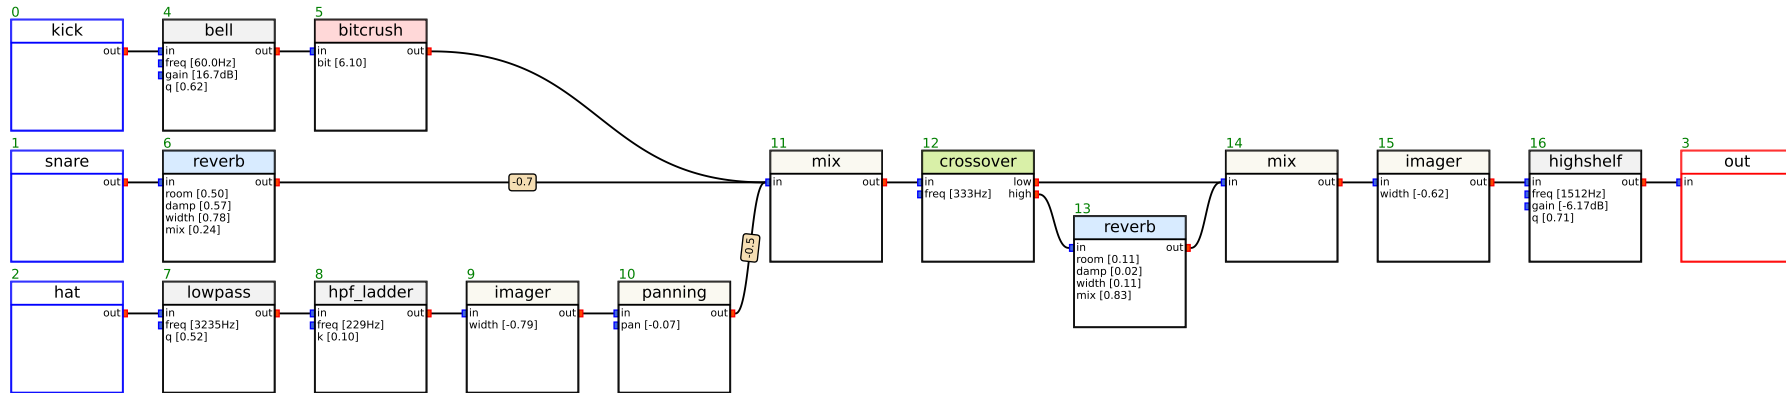 0
kick
out
4
bell
in out
freq [60.0Hz]
gain [16.7dB]
q [0.62]
5
bitcrush
in out
bit [6.10]
1
snare
out
6
reverb
in out
room [0.50]
damp [0.57]
width [0.78]
mix [0.24]
-0.7
2
hat
out
7
lowpass
in out
freq [3235Hz]
q [0.52]
8
hpf_ladder
in out
freq [229Hz]
k [0.10]
9
imager
in out
width [-0.79]
10
panning
in out
pan [-0.07]
-0.5
11
mix
in out
12
crossover
in low
freq [333Hz] high
13
reverb
in out
room [0.11]
damp [0.02]
width [0.11]
mix [0.83]
14
mix
in out
15
imager
in out
width [-0.62]
16
highshelf
in out
freq [1512Hz]
gain [-6.17dB]
q [0.71]
3
out
in